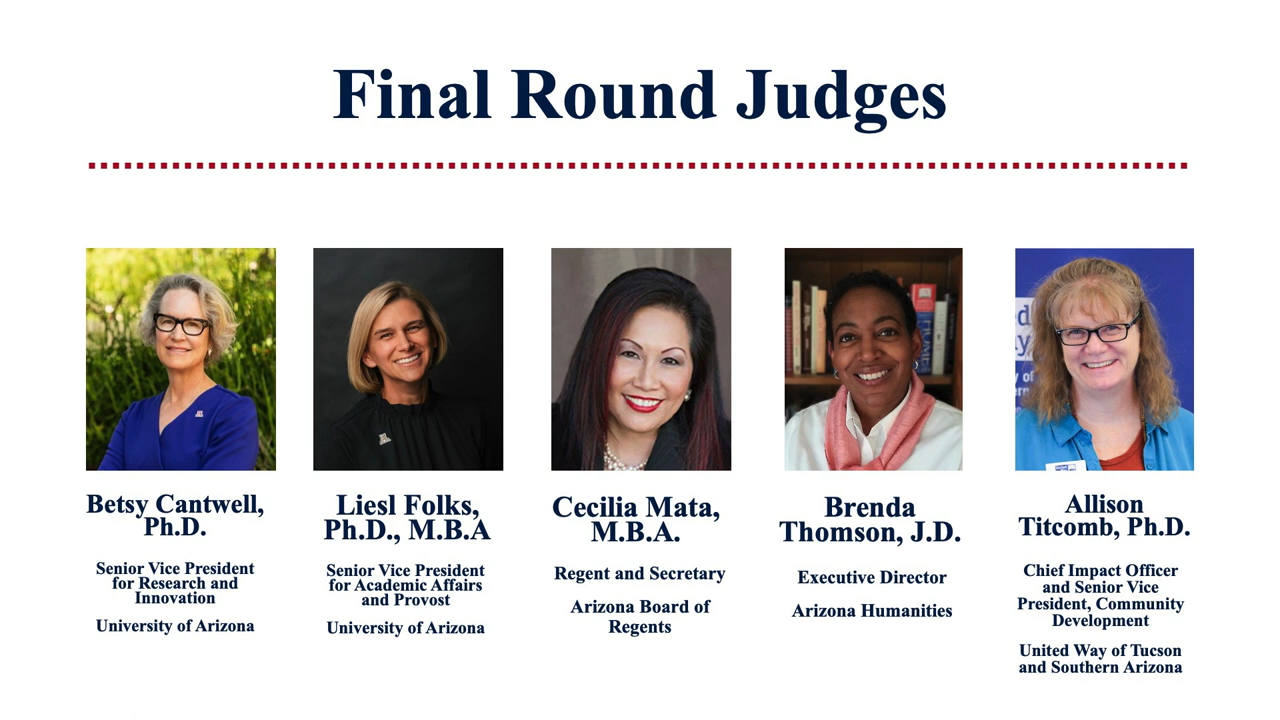 Final Round Judges
Betsy Cantwell,
Ph.D.
Senior Vice President
for Research and
Innovation
University of Arizona
Liesl Folks,
Ph.D., M.B.A
Senior Vice President
for Academic Affairs
and Provost
University of Arizona
Cecilia Mata,
M.B.A.
Regent and Secretary
Arizona Board of
Regents
Brenda
Thomson, J.D.
Executive Director
Arizona Humanities
Allison
Titcomb, Ph.D.
Chief Impact Officer
and Senior Vice
President, Community
Development
United Way of Tucson
and Southern Arizona